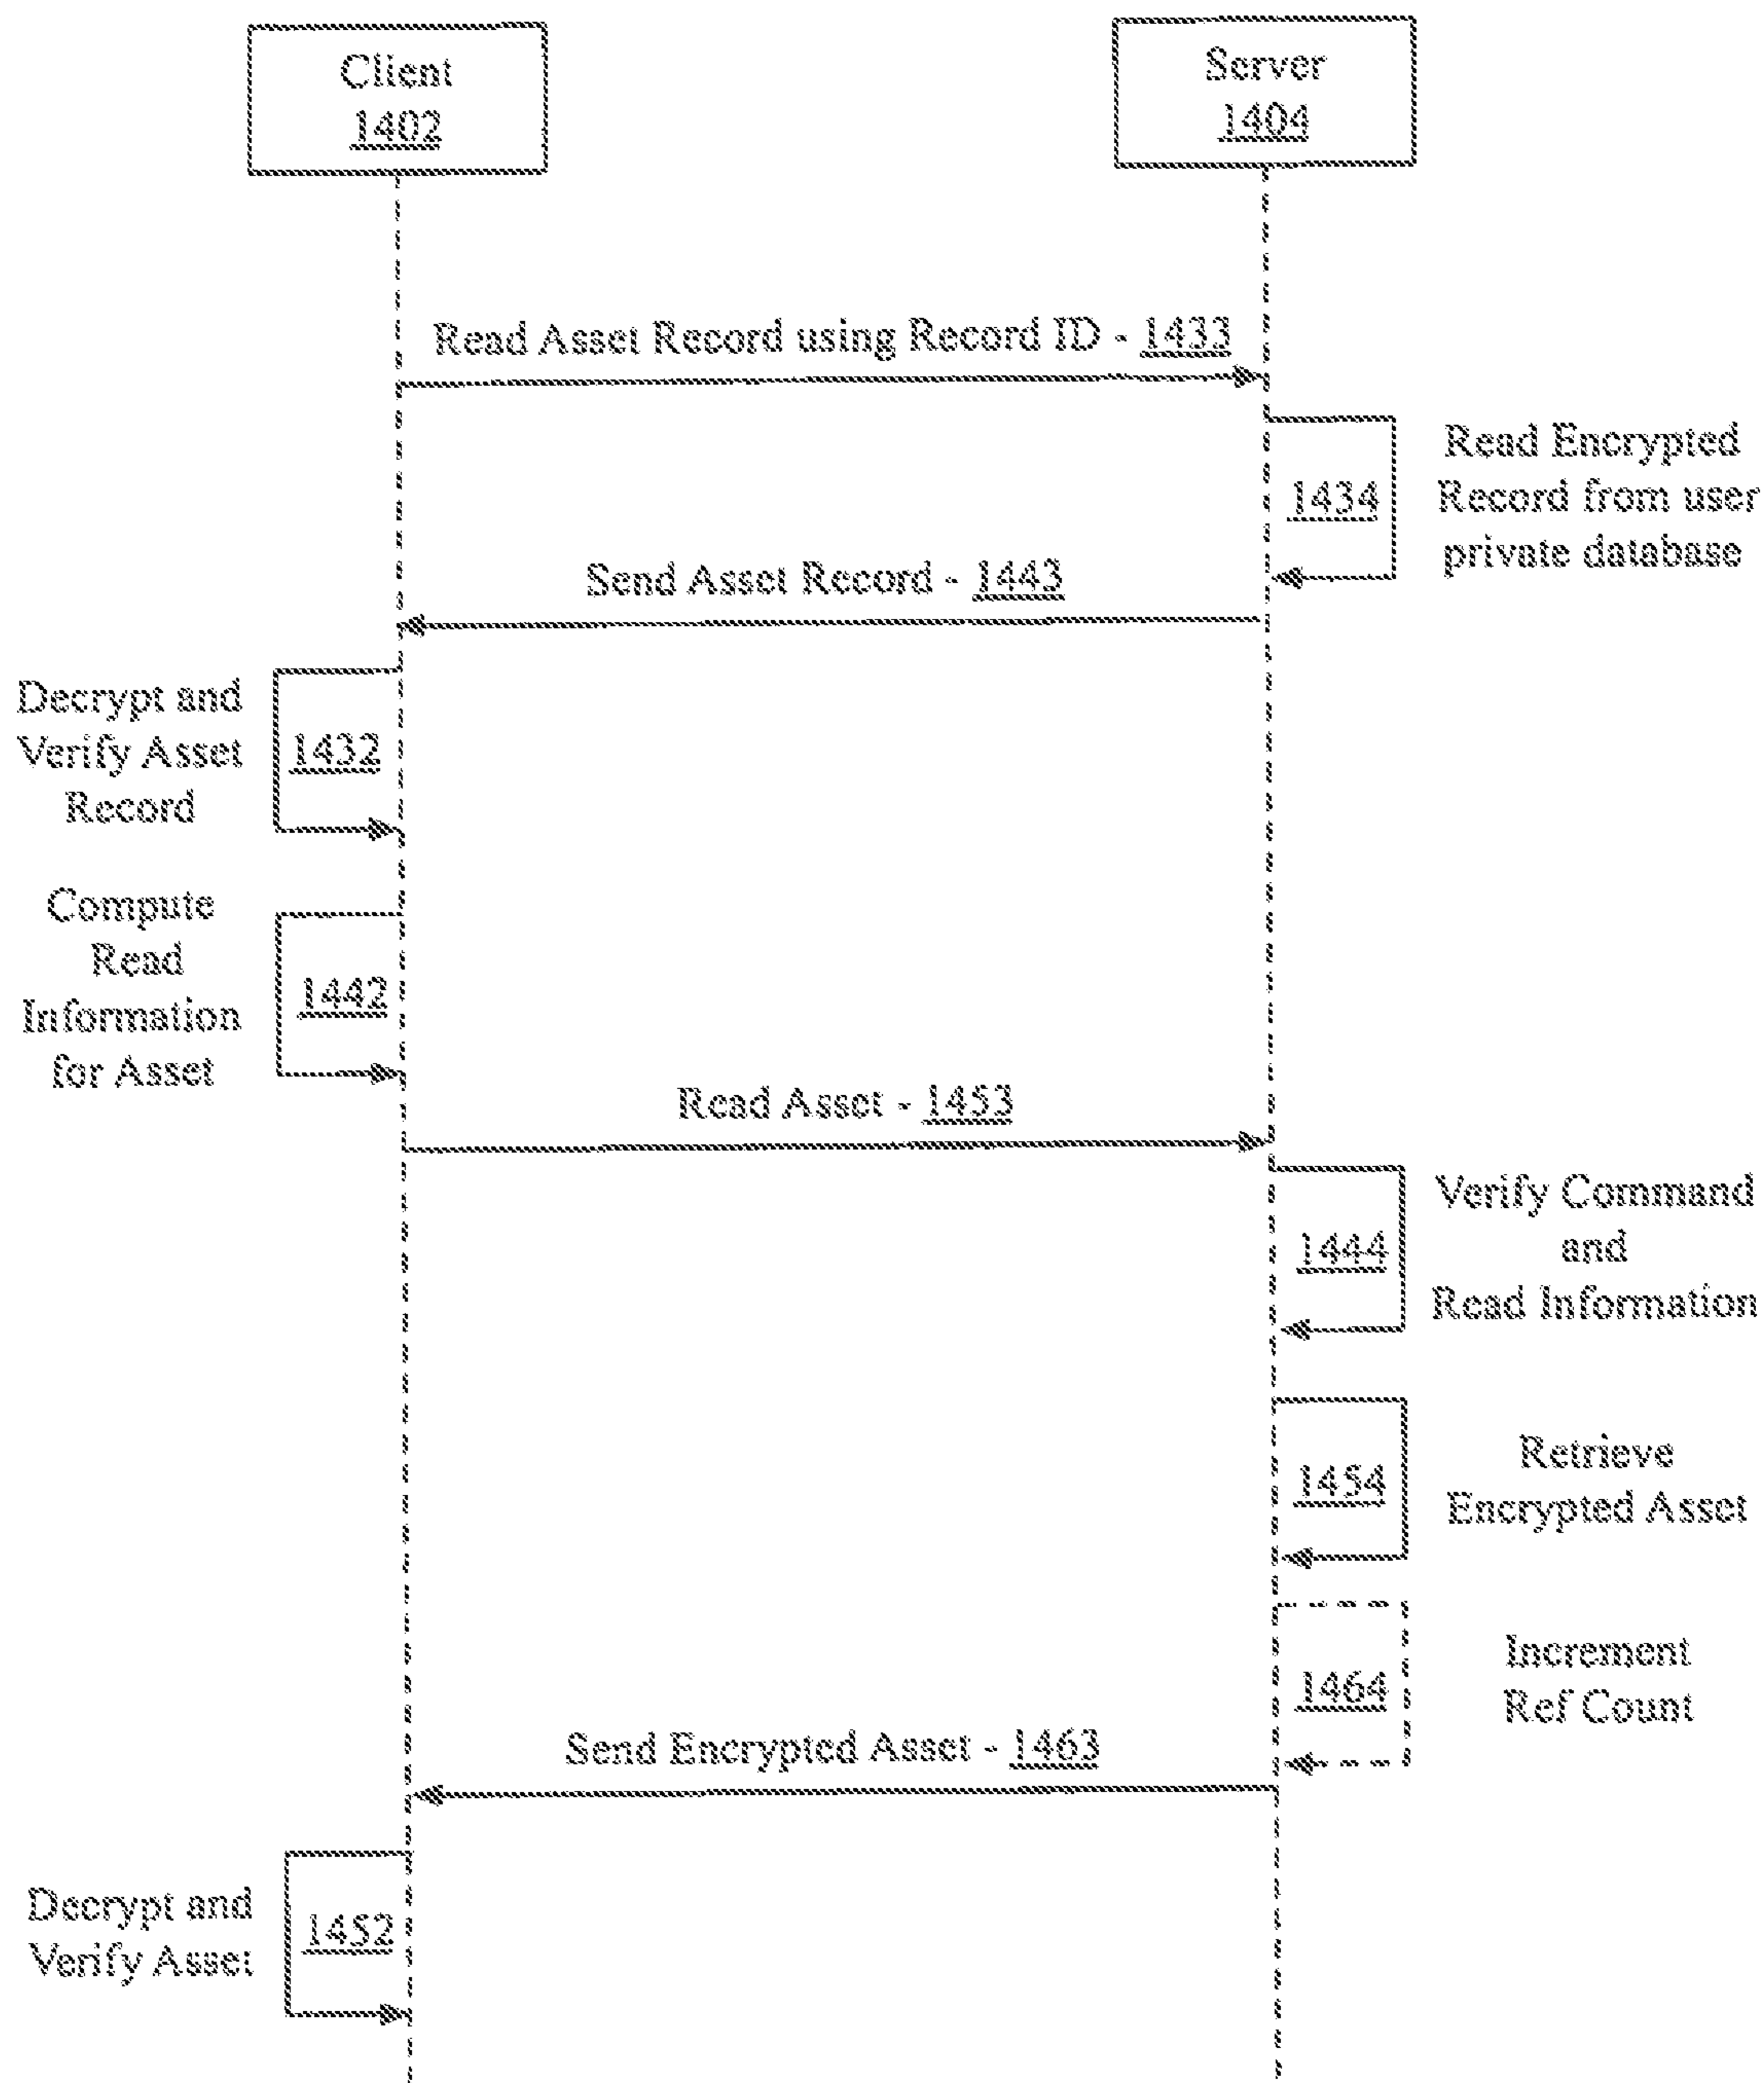 Client
1402
Server
1404
Read Asset Record using Record ID - 1433
Read Encrypted
Record from user
private database
1434
Send Asset Record - 1443
Decrypt and
Verify Asset
Record
1432
Compute
Read
Information
for Asset
1442
Read Asset - 1453
Verify Command
and
Read Information
1444
Retrieve
Encrypted Asset
1454
Increment
Ref Count
1464
Send Encrypted Asset - 1463
Decrypt and
Verify Asset
1452